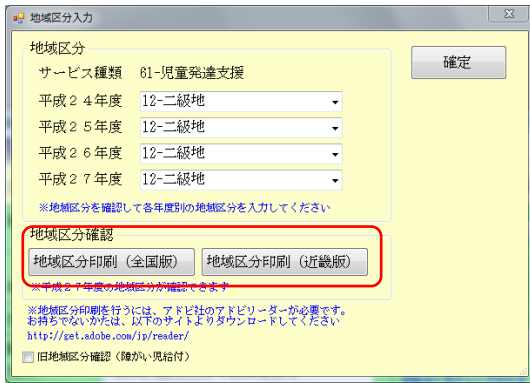 地域区分入力
地域区分
確定
サービス種類 61-児童発達支援
平成24年度 12-二級地
平成25年度 12-二級地
平成26年度 12-二級地
平成27年度 12-二級地
※地域区分を確認して各年度別の地域区分を入力してください
地域区分確認
地域区分印刷(全国版) 地域区分印刷(近畿版)
※平成27年度の地域区分が確認できます
※地域区分印刷を行うには、アドビ社のアドビリーダーが必要です。
お持ちでないかたは、以下のサイトよりダウンロードしてください
http://get.adobe.com/jp/reader/
旧地域区分確認(障がい児給付)